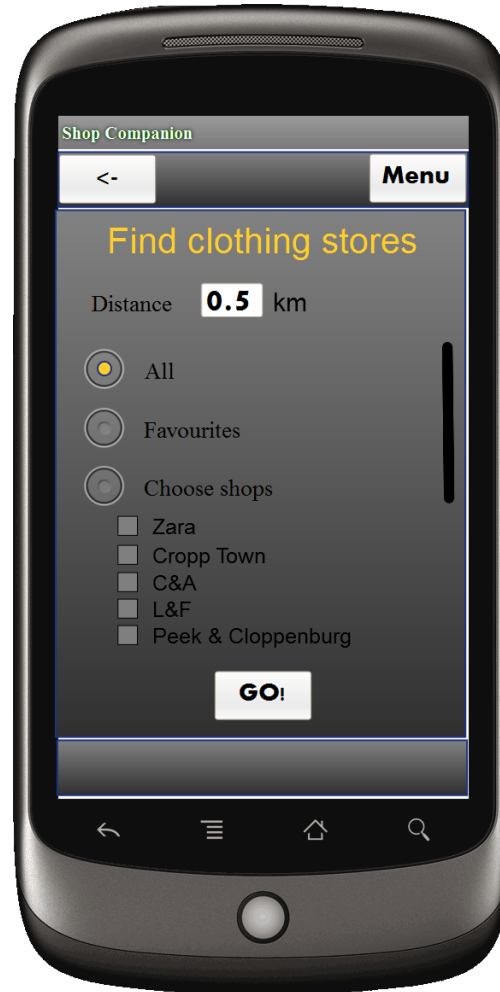 Shop Companion
<- Menu
Find clothing stores
Distance 0.5 km
All
Favourites
Choose shops
Zara
Cropp Town
C&A
L&F
Peek & Cloppenburg
GO!